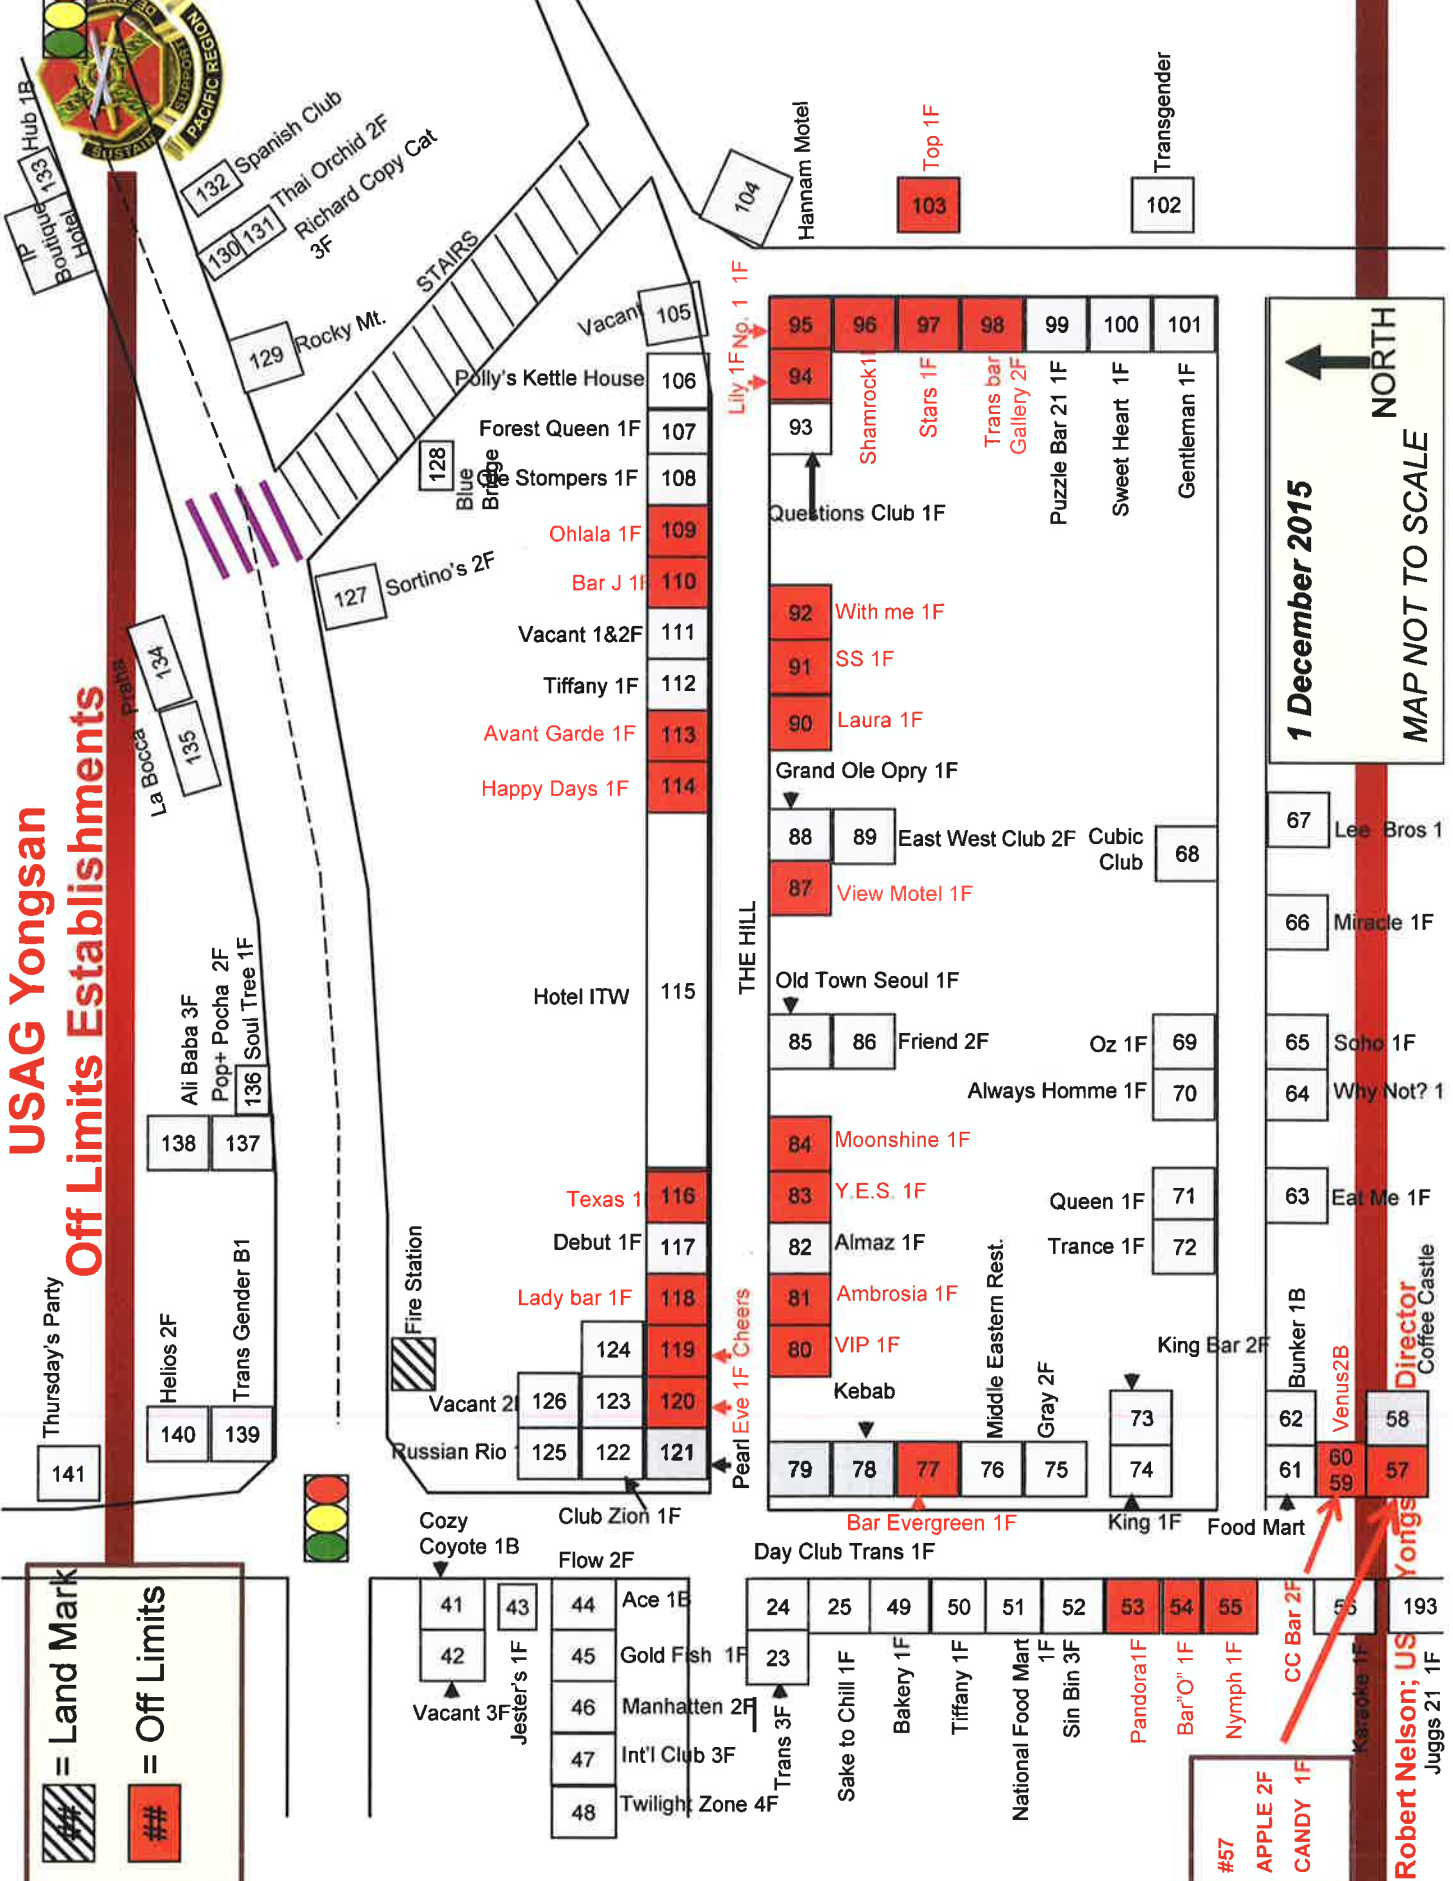 USAG Yongsan
Off Limits Establishments
SUSTAIN
SUPPORT
PACIFIC REGION
133 Hub 1B
IP
Boutique
Hotel
132 Spanish Club
131 Thai Orchid 2F
130
Richard Copy Cat
3F
STAIRS
129 Rocky Mt.
128
Blue
Bridge
127 Sortino's 2F
134
Praha
135
La Bocca
136 Soul Tree 1F
137 Pop+ Pocha 2F
138 Ali Baba 3F
139 Trans Gender B1
140 Helios 2F
141 Thursday's Party
Fire Station
Vacant 105
Polly's Kettle House 106
Forest Queen 1F 107
Ole Stompers 1F 108
Ohlala 1F 109
Bar J 1F 110
Vacant 1&2F 111
Tiffany 1F 112
Avant Garde 1F 113
Happy Days 1F 114
Hotel ITW 115
Texas 1 116
Debut 1F 117
Lady bar 1F 118
124 119 Cheers
Vacant 2F 126 123 120 Eve 1F
Russian Rio 125 122 121 Pearl
Club Zion 1F
THE HILL
104 Hannam Motel
103 Top 1F
102 Transgender
95 No. 1 1F
94 Lily 1F
96 Shamrock1F
97 Stars 1F
98 Trans bar
Gallery 2F
99 Puzzle Bar 21 1F
100 Sweet Heart 1F
101 Gentleman 1F
93
Questions Club 1F
92 With me 1F
91 SS 1F
90 Laura 1F
Grand Ole Opry 1F
88 89 East West Club 2F
87 View Motel 1F
Cubic
Club 68
Old Town Seoul 1F
85 86 Friend 2F
Oz 1F 69
Always Homme 1F 70
84 Moonshine 1F
83 Y.E.S. 1F
82 Almaz 1F
81 Ambrosia 1F
80 VIP 1F
Queen 1F 71
Trance 1F 72
Kebab
79 78 77 76 75
Bar Evergreen 1F
Middle Eastern Rest.
Gray 2F
King Bar 2F
73
74
King 1F
67 Lee Bros 1
66 Miracle 1F
65 Soho 1F
64 Why Not? 1
63 Eat Me 1F
62 Bunker 1B
61
Food Mart
60
59
Venus2B
58 Coffee Castle
57
CC Bar 2F
NORTH
1 December 2015
MAP NOT TO SCALE
Cozy
Coyote 1B
41
42
Vacant 3F
43
Jester's 1F
Flow 2F
44 Ace 1B
45 Gold Fish 1F
46 Manhatten 2F
47 Int'l Club 3F
48 Twilight Zone 4F
Day Club Trans 1F
24
23
Trans 3F
25 Sake to Chill 1F
49 Bakery 1F
50 Tiffany 1F
51 National Food Mart
1F
52 Sin Bin 3F
53 Pandora1F
54 Bar"O" 1F
55 Nymph 1F
56 Karaoke 1F
193 Juggs 21 1F
#57
APPLE 2F
CANDY 1F
## = Land Mark
## = Off Limits
Robert Nelson; US Yongs Director